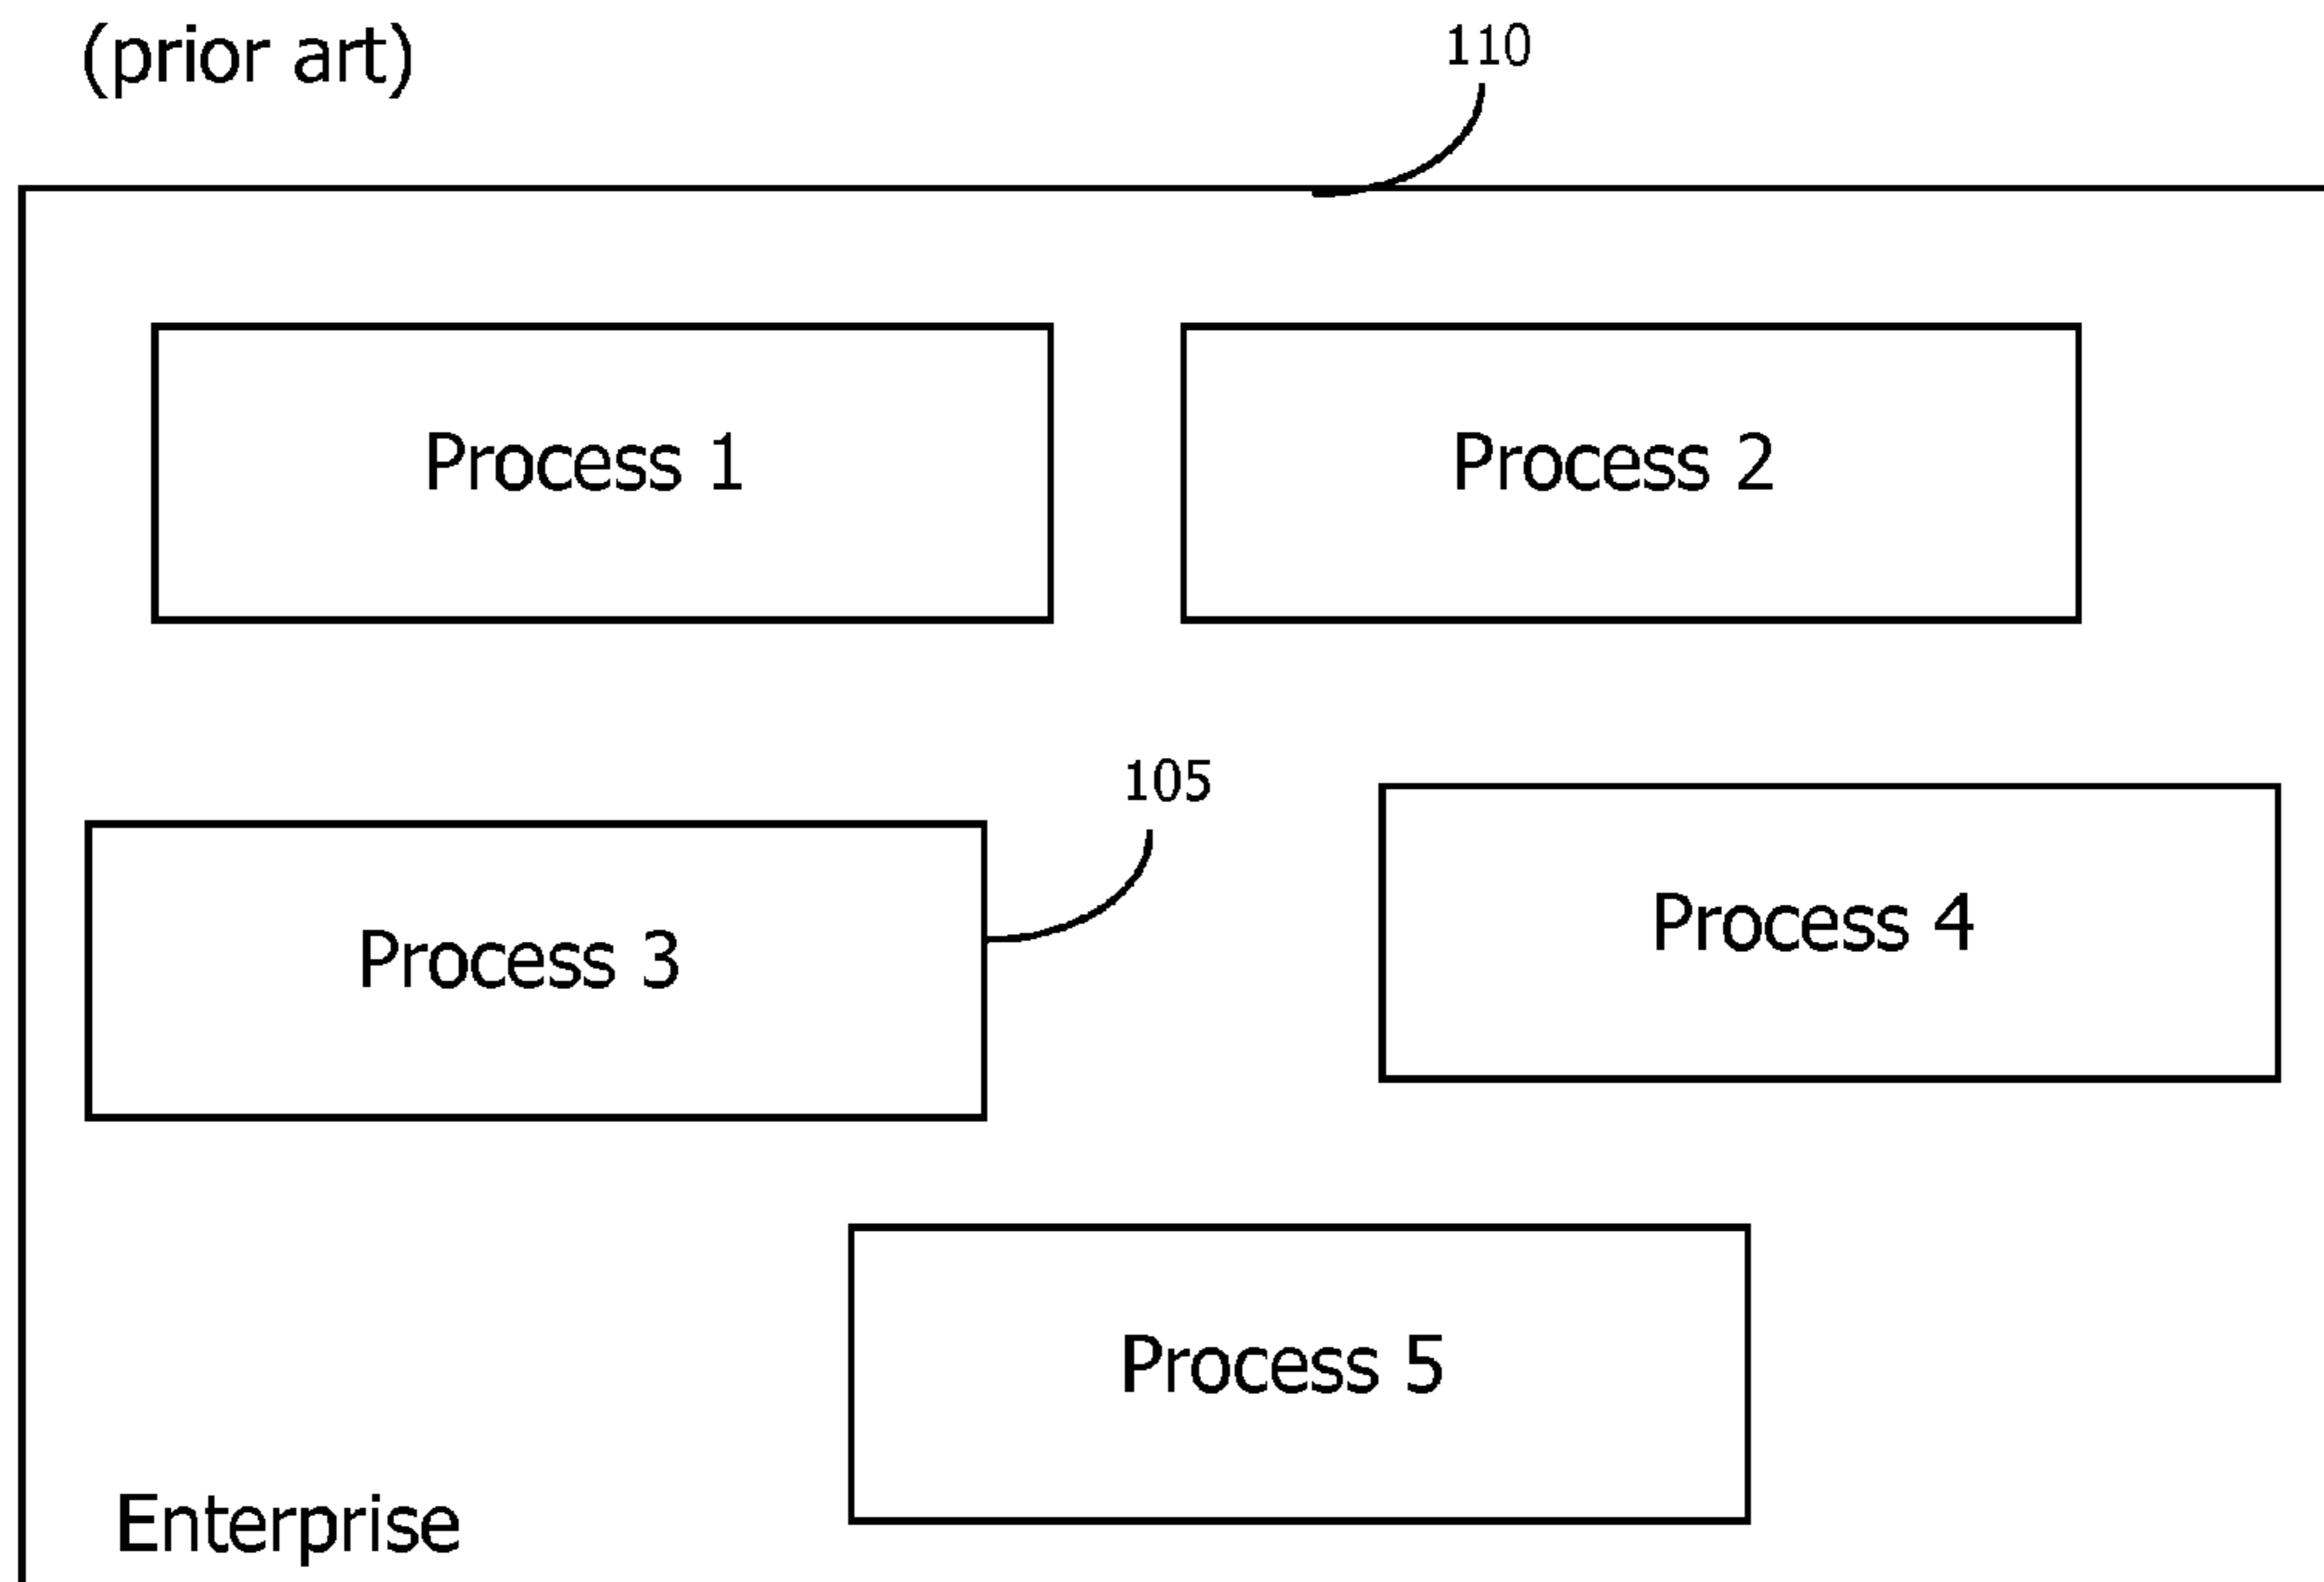 (prior art)
110
Process 1
Process 2
105
Process 3
Process 4
Process 5
Enterprise